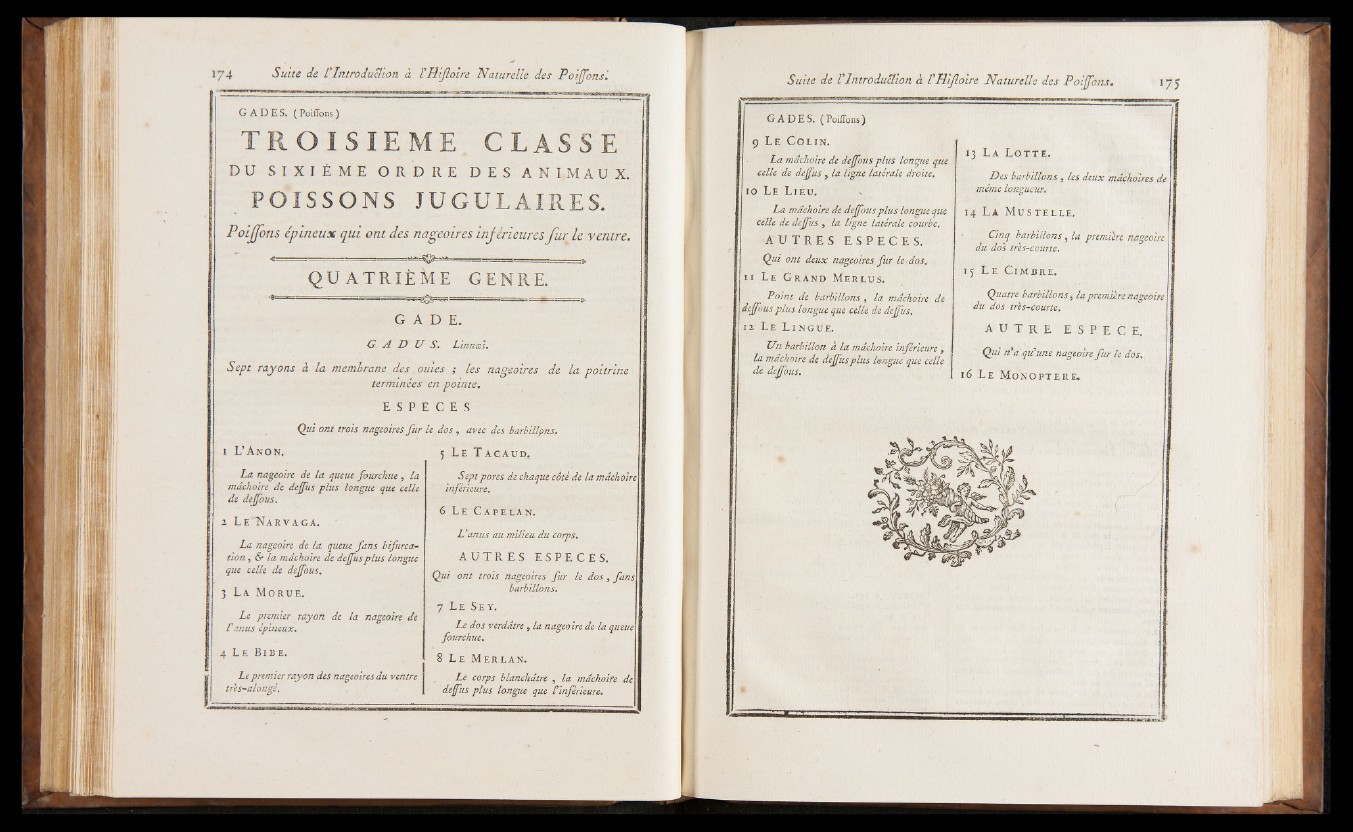 174 Suite de l'Introduction à l'Hiſtoire Naturelle des Poiſſons.
GADES. (Poiſſons)
TROISIEME CLASSE
DU SIXIÈME ORDRE DES ANIMAUX.
POISSONS JUGULAIRES.
Poiſſons épineux qui ont des nageoires inférieures ſur le ventre.
QUATRIÈME GENRE.
GADE.
GADUS. Linnœi.
Sept rayons à la membrane des ouies ; les nageoires de la poitrine
terminées en pointe.
ESPECES
Qui ont trois nageoires ſur le dos, avec des barbillons.
1 L'ANON.
La nageoire de la queue fourchue, la
mâchoire de deſſus plus longue que celle
de deſſous.
2 LE NARVAGA.
La nageoire de la queue ſans bifurca-
tion, & la mâchoire de deſſus plus longue
que celle de deſſous.
3 LA MORUE.
Le premier rayon de la nageoire de
l'anus épineux.
4 LE BIBE.
Le premier rayon des nageoires du ventre
très-alongé.
5 LE TACAUD.
Sept pores de chaque côté de la mâchoire
inférieure.
6 LE CAPELAN.
L'anus au milieu du corps.
AUTRES ESPECES.
Qui ont trois nageoires ſur le dos, ſans
barbillons.
7 LE SEY.
Le dos verdâtre, la nageoire de la queue
fourchue.
8 LE MERLAN.
Le corps blanchâtre, la mâchoire de
deſſus plus longue que l'inférieure.
Suite de l'Introduction à l'Hiſtoire Naturelle des Poiſſons. 175
GADES. (Poiſſons)
9 LE COLIN.
La mâchoire de deſſous plus longue que
celle de deſſus, la ligne latérale droite.
10 LE LIEU.
La mâchoire de deſſous plus longue que
celle de deſſus, la ligne latérale courbe.
AUTRES ESPECES.
Qui ont deux nageoires ſur le dos.
11 LE GRAND MERLUS.
Point de barbillons, la mâchoire de
deſſous plus longue que celle de deſſus.
12 LE LINGUE.
Un barbillon à la mâchoire inférieure,
la mâchoire de deſſus plus longue que celle
de deſſous.
13 LA LOTTE.
Des barbillons, les deux mâchoires de
même longueur.
14 LA MUSTELLE.
Cinq barbillons, la première nageoire
du dos très-courte.
15 LE CIMBRE.
Quatre barbillons, la première nageoire
du dos très-courte.
AUTRE ESPECE.
Qui n'a qu'une nageoire ſur le dos.
16 LE MONOPTERE.